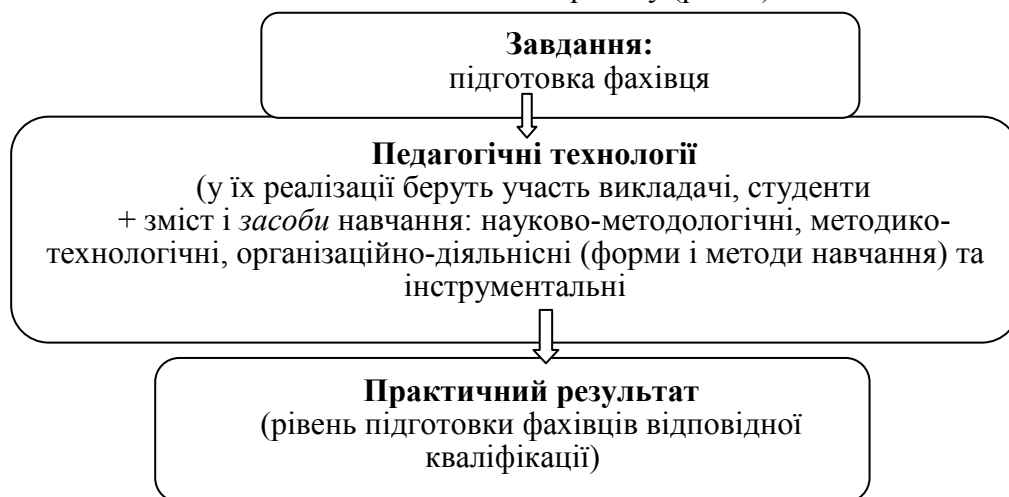 Завдання:
підготовка фахівця
Педагогічні технології
(у їх реалізації беруть участь викладачі, студенти
+ зміст і засоби навчання: науково-методологічні, методико-
технологічні, організаційно-діяльнісні (форми і методи навчання) та
інструментальні
Практичний результат
(рівень підготовки фахівців відповідної
кваліфікації)